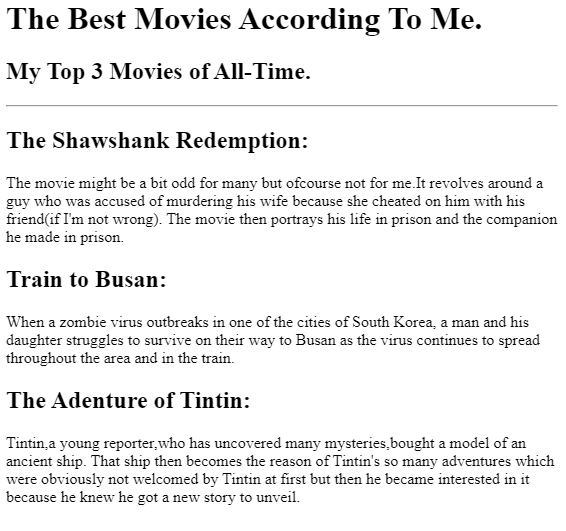 The Best Movies According To Me.
My Top 3 Movies of All-Time.
The Shawshank Redemption:
The movie might be a bit odd for many but ofcourse not for me.It revolves around a
guy who was accused of murdering his wife because she cheated on him with his
friend(if I'm not wrong). The movie then portrays his life in prison and the companion
he made in prison.
Train to Busan:
When a zombie virus outbreaks in one of the cities of South Korea, a man and his
daughter struggles to survive on their way to Busan as the virus continues to spread
throughout the area and in the train.
The Adenture of Tintin:
Tintin,a young reporter,who has uncovered many mysteries,bought a model of an
ancient ship. That ship then becomes the reason of Tintin's so many adventures which
were obviously not welcomed by Tintin at first but then he became interested in it
because he knew he got a new story to unveil.